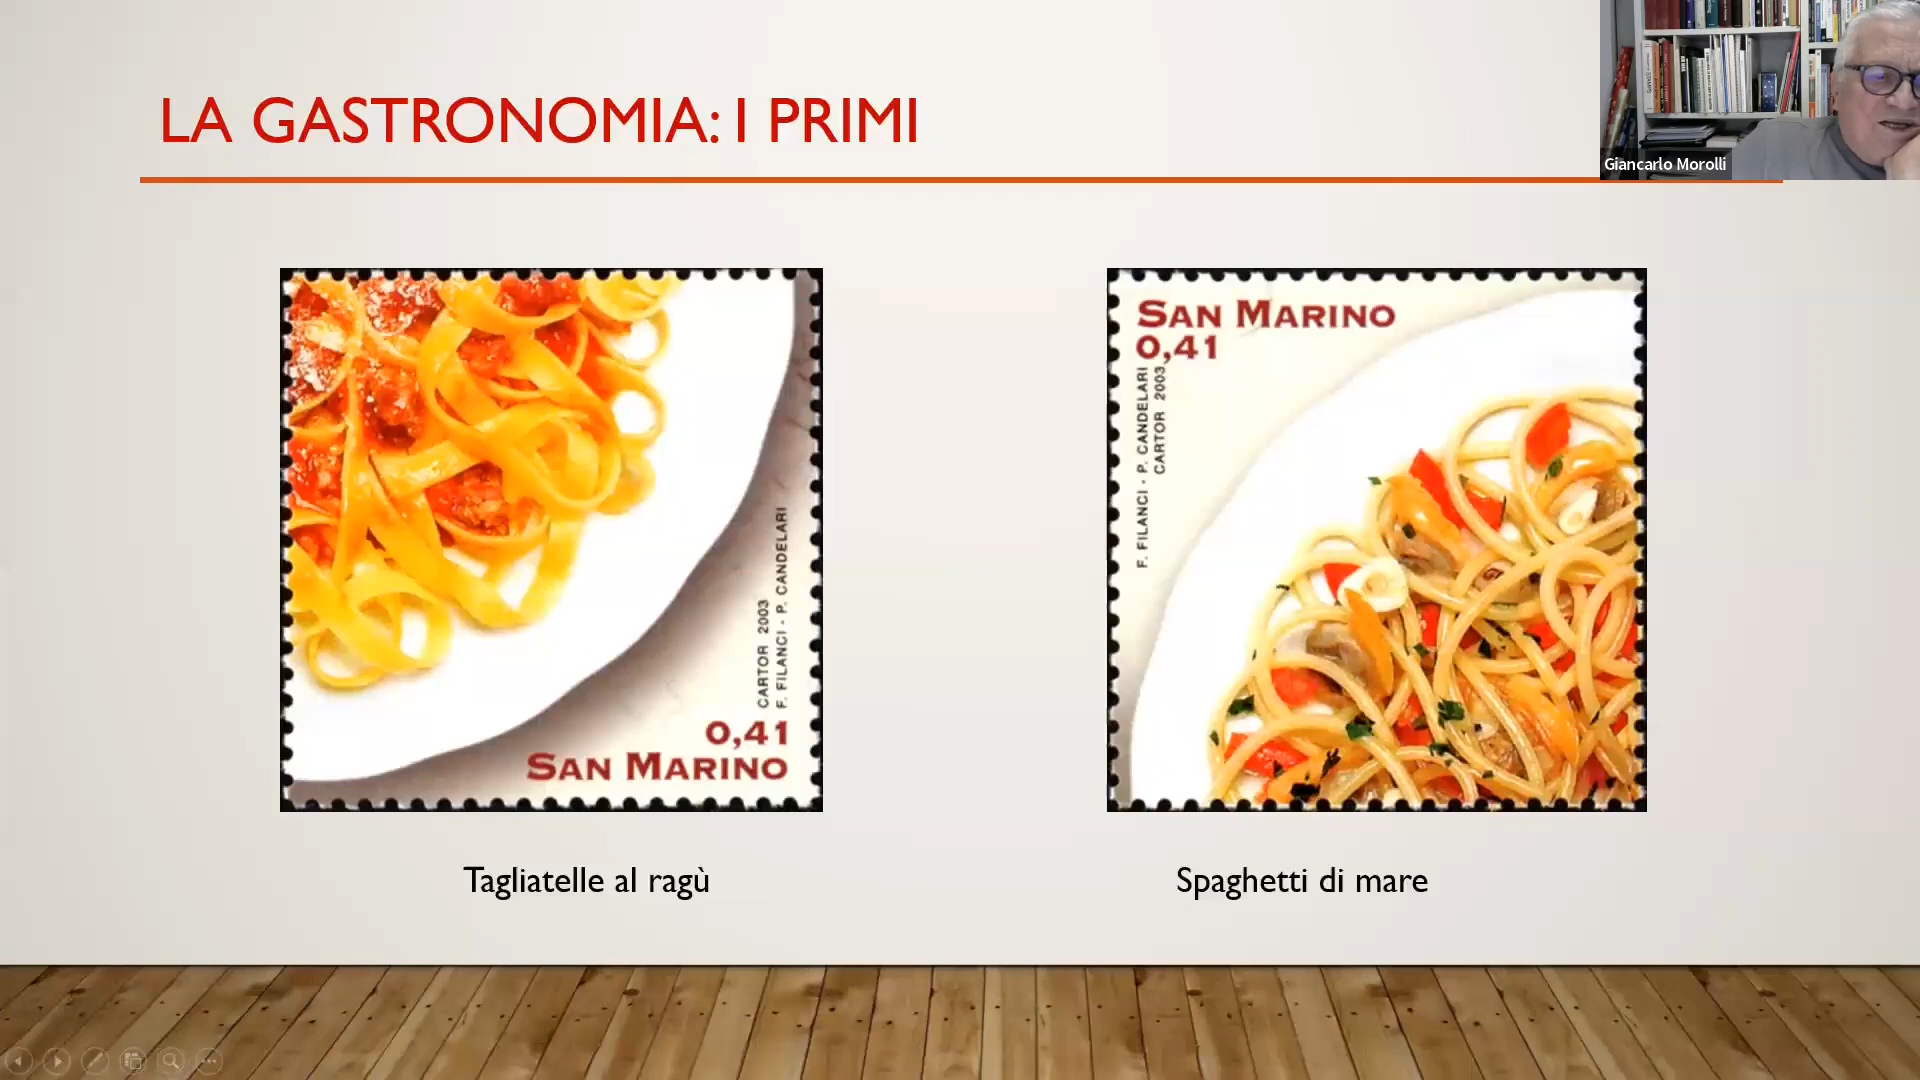 LA GASTRONOMIA: I PRIMI
Giancarlo Morolli
CARTOR 2003
F. FILANCI - P. CANDELARI
0,41
SAN MARINO
SAN MARINO
0,41
F. FILANCI - P. CANDELARI
CARTOR 2003
Tagliatelle al ragù
Spaghetti di mare